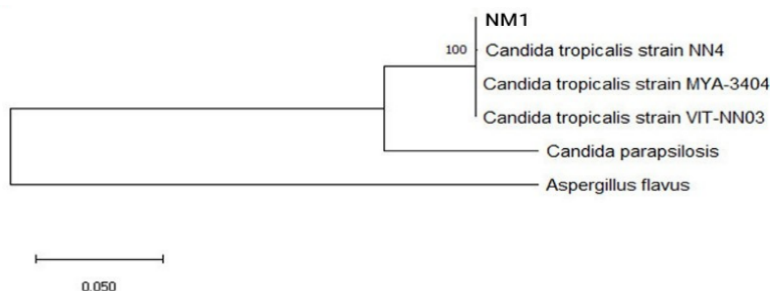 NM1
100
Candida tropicalis strain NN4
Candida tropicalis strain MYA-3404
Candida tropicalis strain VIT-NN03
Candida parapsilosis
Aspergillus flavus
0.050